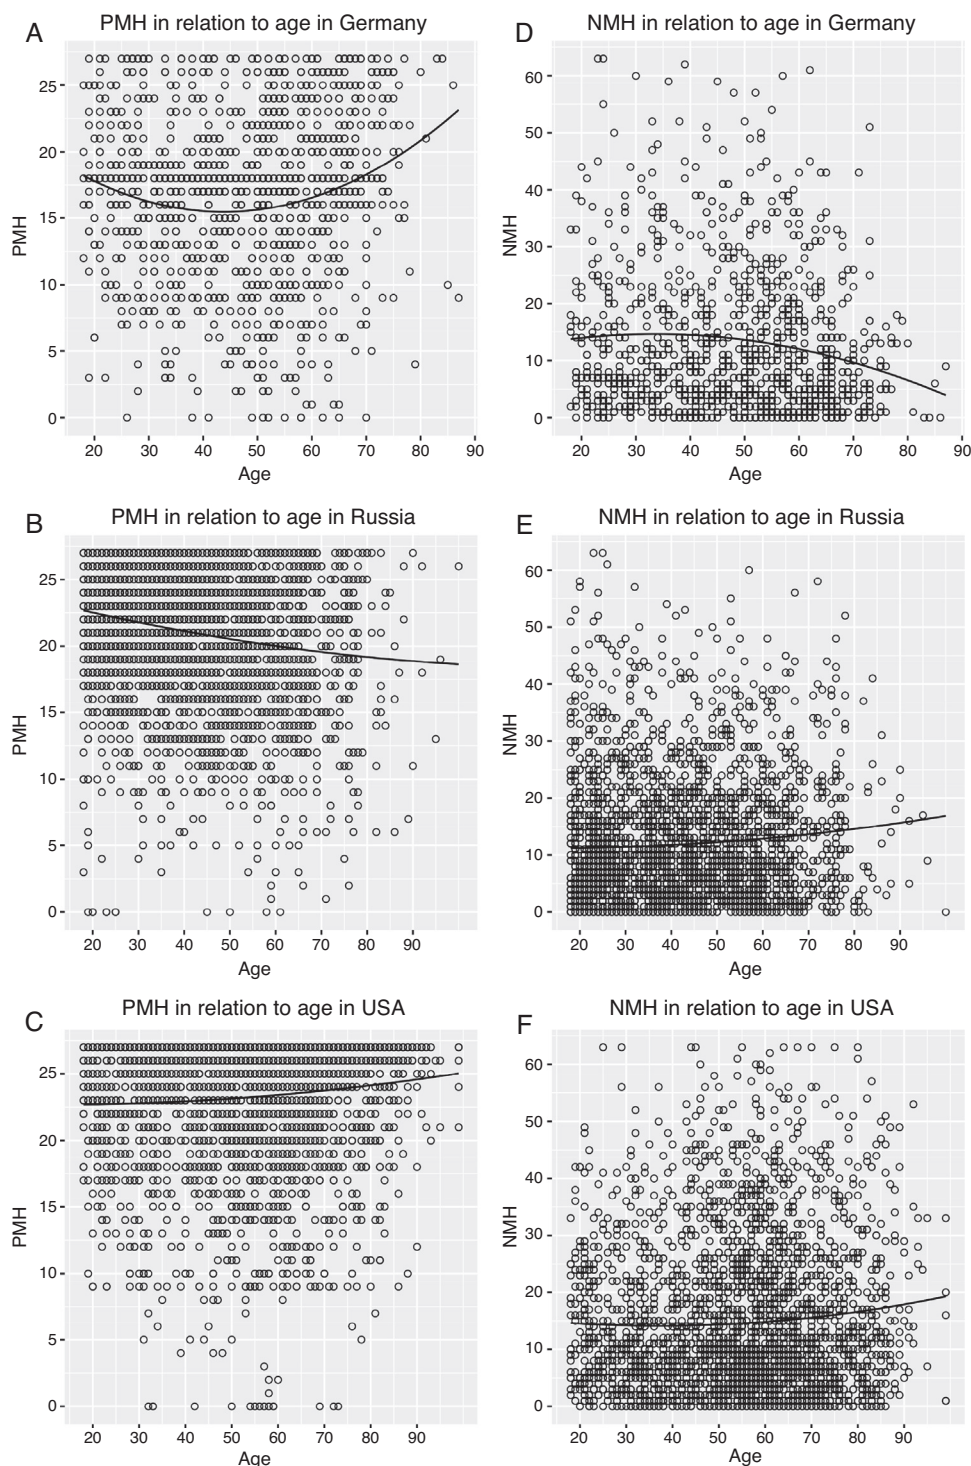 A
PMH in relation to age in Germany
25
20
15
10
5
0
PMH
20 30 40 50 60 70 80 90
Age
D
NMH in relation to age in Germany
60
50
40
30
20
10
0
NMH
20 30 40 50 60 70 80 90
Age
B
PMH in relation to age in Russia
25
20
15
10
5
0
PMH
20 30 40 50 60 70 80 90
Age
E
NMH in relation to age in Russia
60
50
40
30
20
10
0
NMH
20 30 40 50 60 70 80 90
Age
C
PMH in relation to age in USA
25
20
15
10
5
0
PMH
20 30 40 50 60 70 80 90
Age
F
NMH in relation to age in USA
60
50
40
30
20
10
0
NMH
20 30 40 50 60 70 80 90
Age